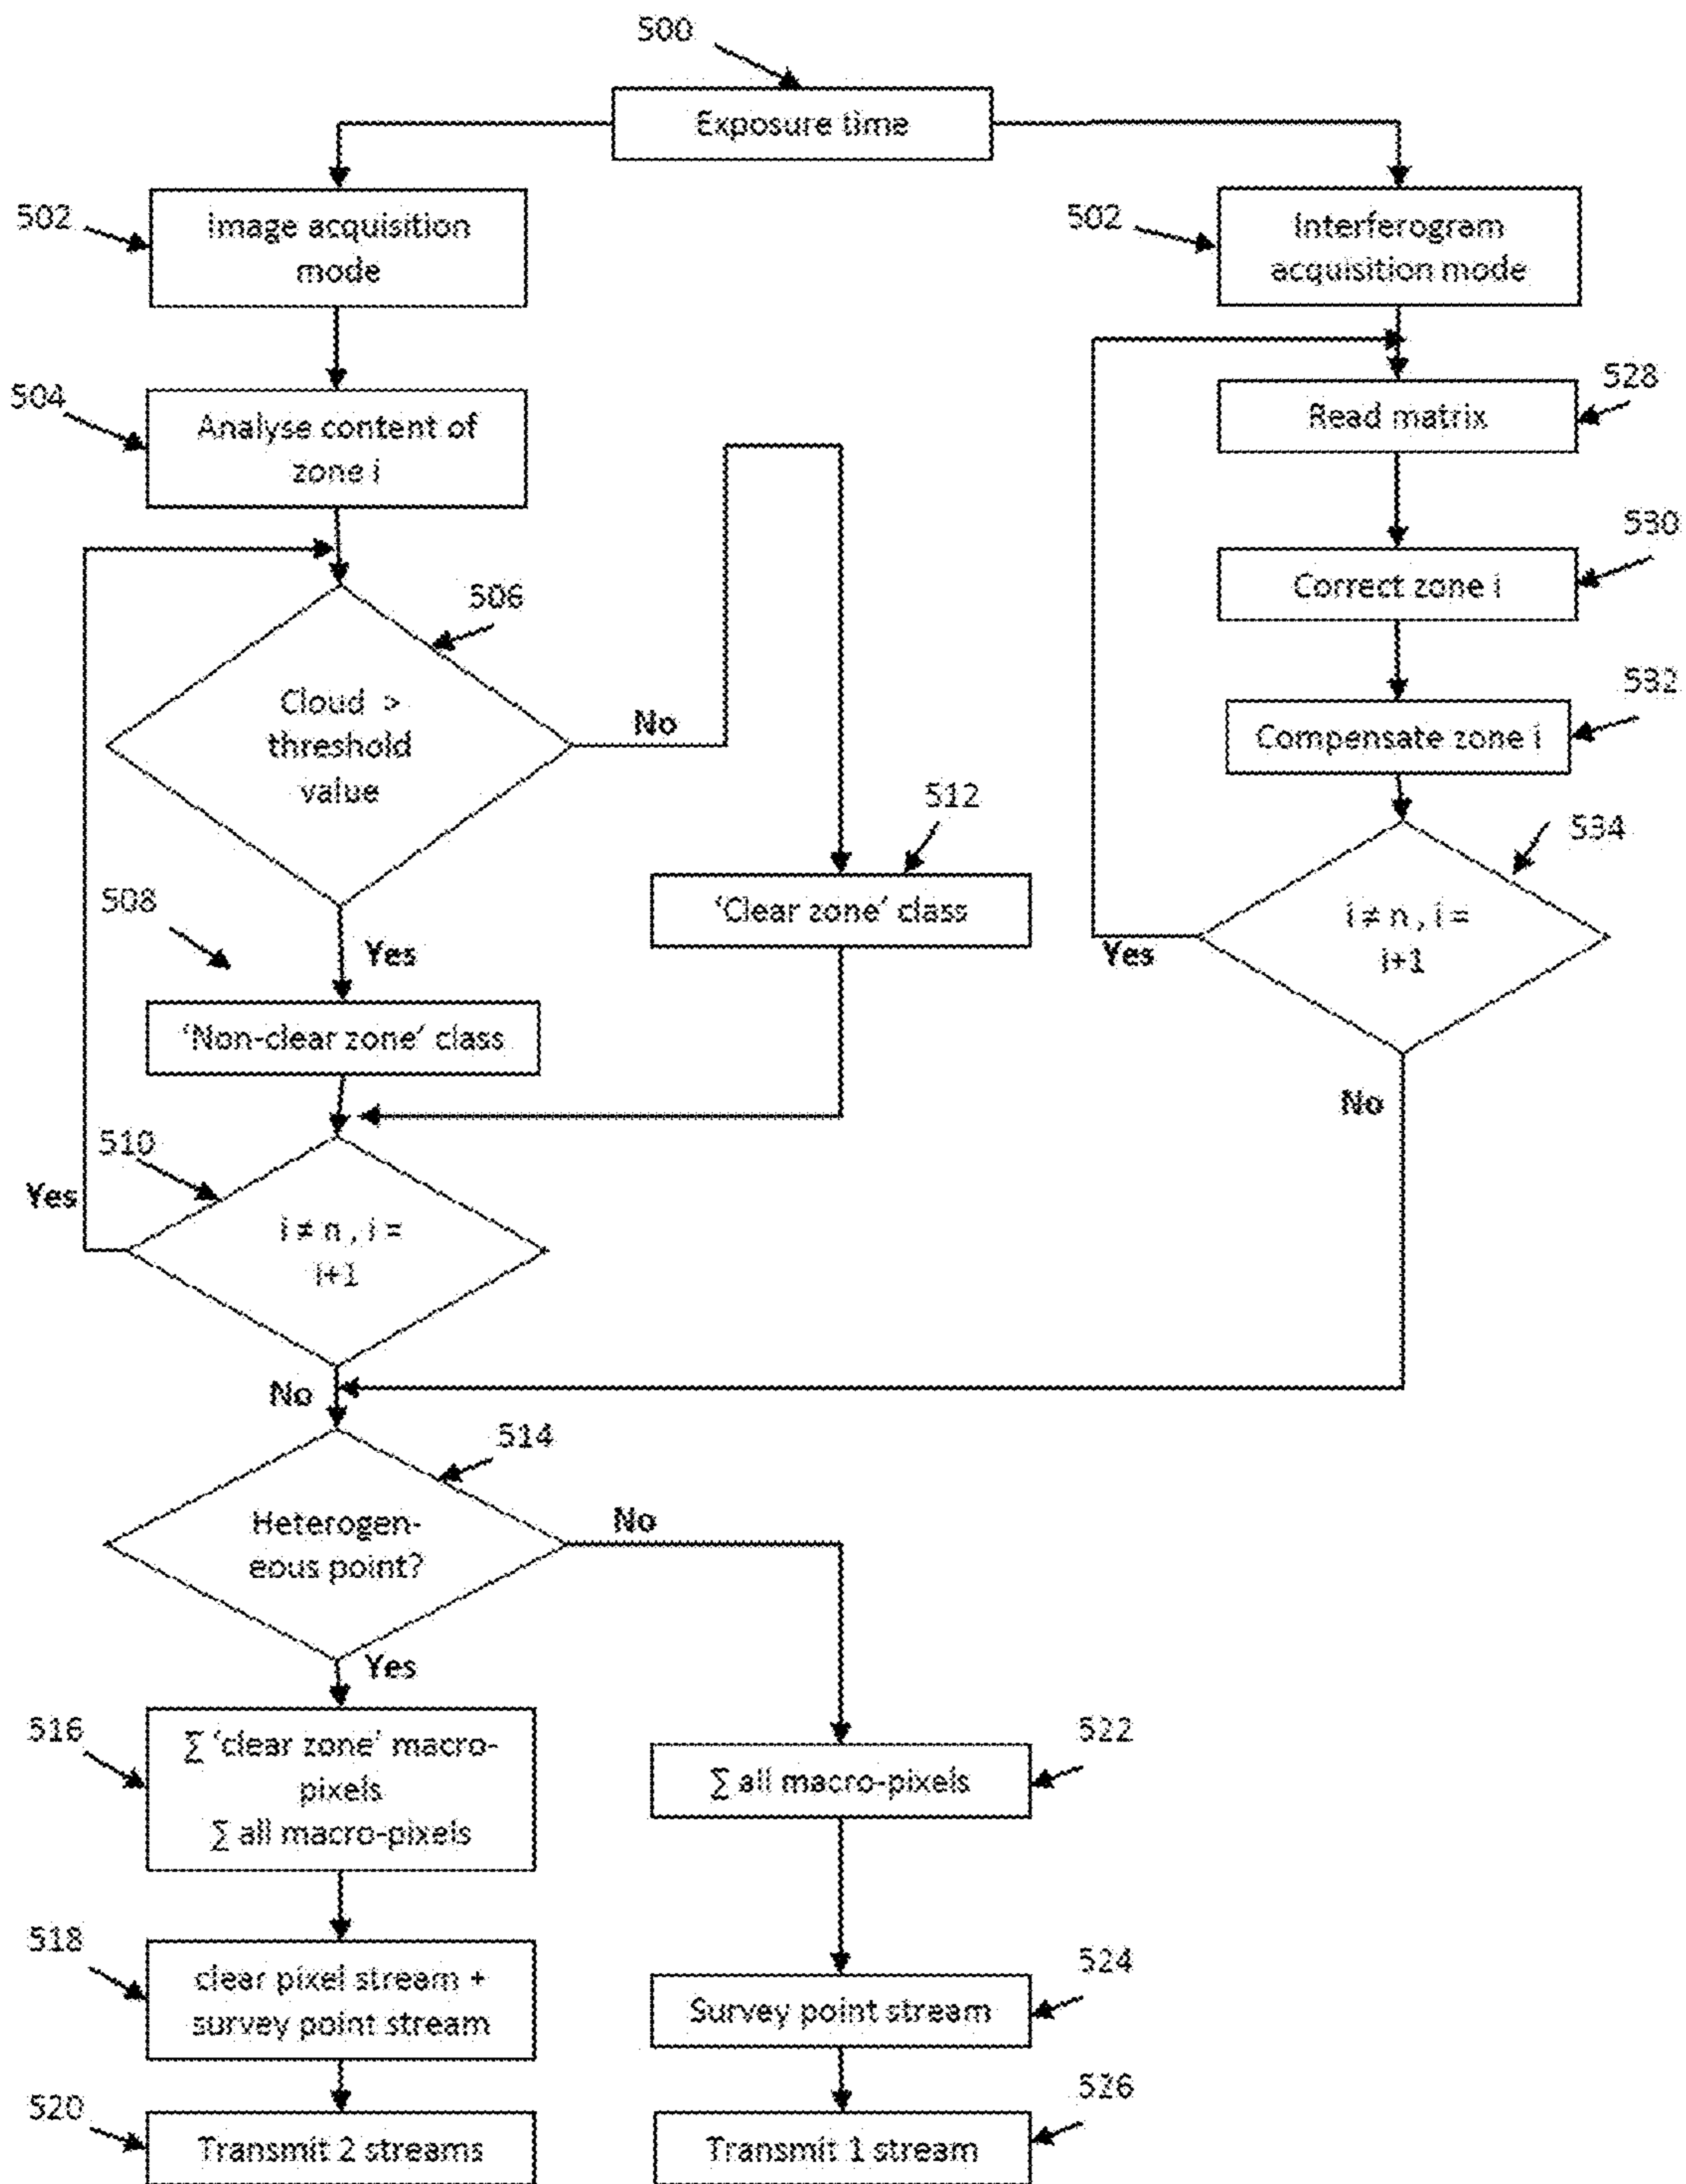 500
Exposure time
502
Image acquisition
mode
502
Interferogram
acquisition mode
504
Analyse content of
zone i
528
Read matrix
530
Correct zone i
506
Cloud >
threshold
value
No
532
Compensate zone i
512
'Clear zone' class
534
i ≠ n , i =
i+1
Yes
No
508
Yes
'Non-clear zone' class
510
Yes
i ≠ n , i =
i+1
No
514
Heterogen-
eous point?
No
Yes
516
∑ 'clear zone' macro-
pixels
∑ all macro-pixels
522
∑ all macro-pixels
518
clear pixel stream +
survey point stream
524
Survey point stream
520
Transmit 2 streams
526
Transmit 1 stream